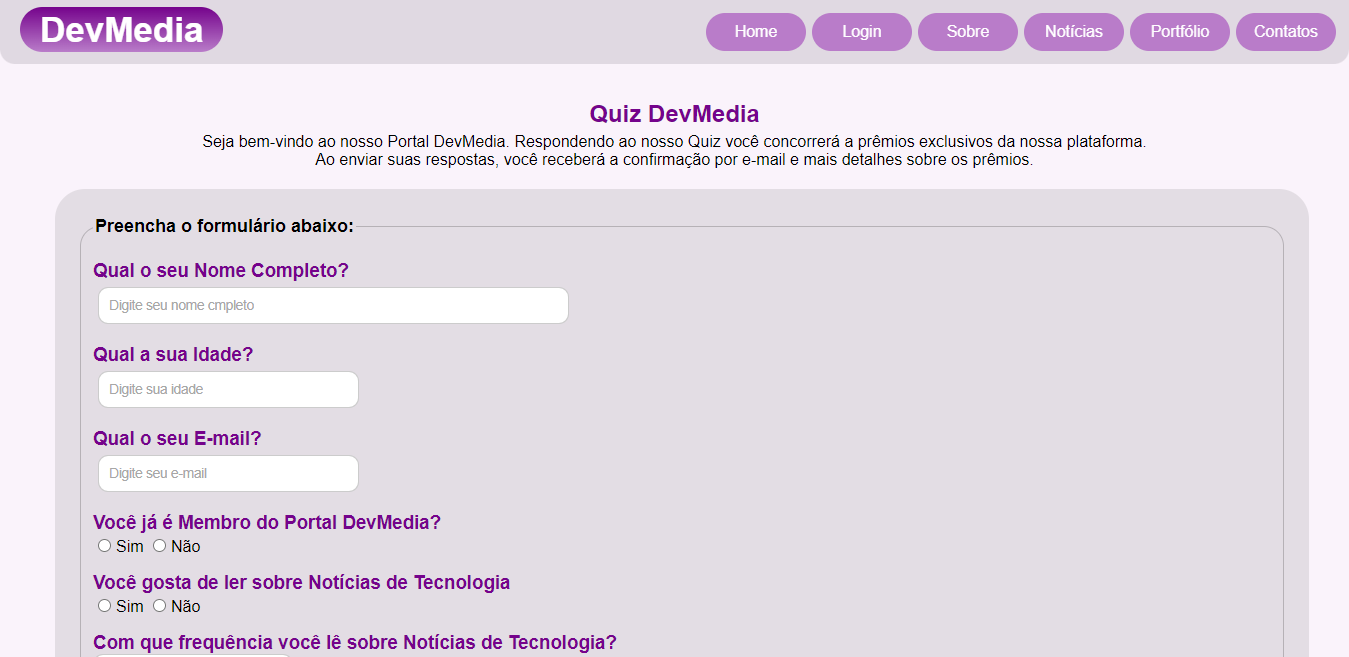 DevMedia
Home Login Sobre Notícias Portfólio Contatos
Quiz DevMedia
Seja bem-vindo ao nosso Portal DevMedia. Respondendo ao nosso Quiz você concorrerá a prêmios exclusivos da nossa plataforma.
Ao enviar suas respostas, você receberá a confirmação por e-mail e mais detalhes sobre os prêmios.
Preencha o formulário abaixo:
Qual o seu Nome Completo?
Digite seu nome cmpleto
Qual a sua Idade?
Digite sua idade
Qual o seu E-mail?
Digite seu e-mail
Você já é Membro do Portal DevMedia?
Sim Não
Você gosta de ler sobre Notícias de Tecnologia
Sim Não
Com que frequência você lê sobre Notícias de Tecnologia?